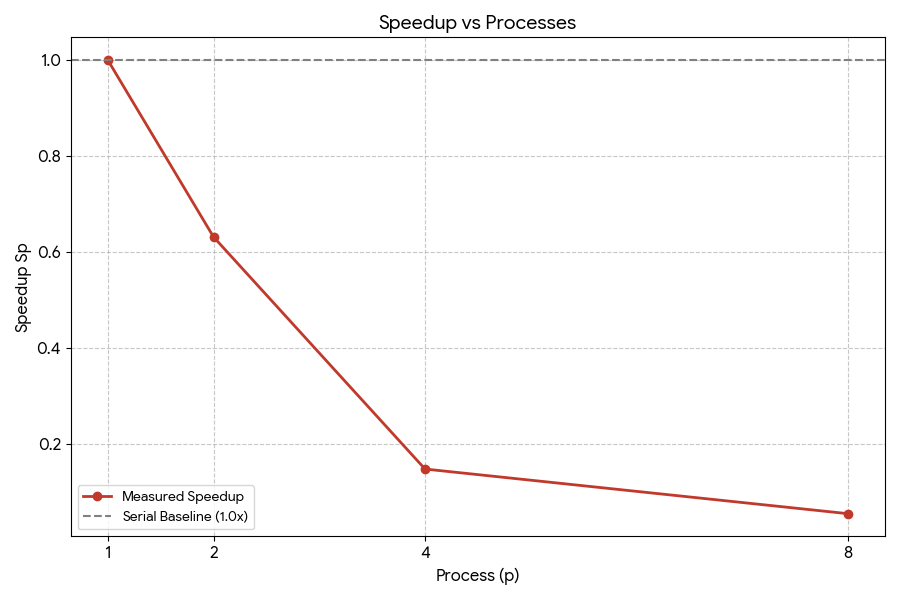 Speedup vs Processes
Speedup Sp
1.0
0.8
0.6
0.4
0.2
Measured Speedup
Serial Baseline (1.0x)
1 2 4 8
Process (p)